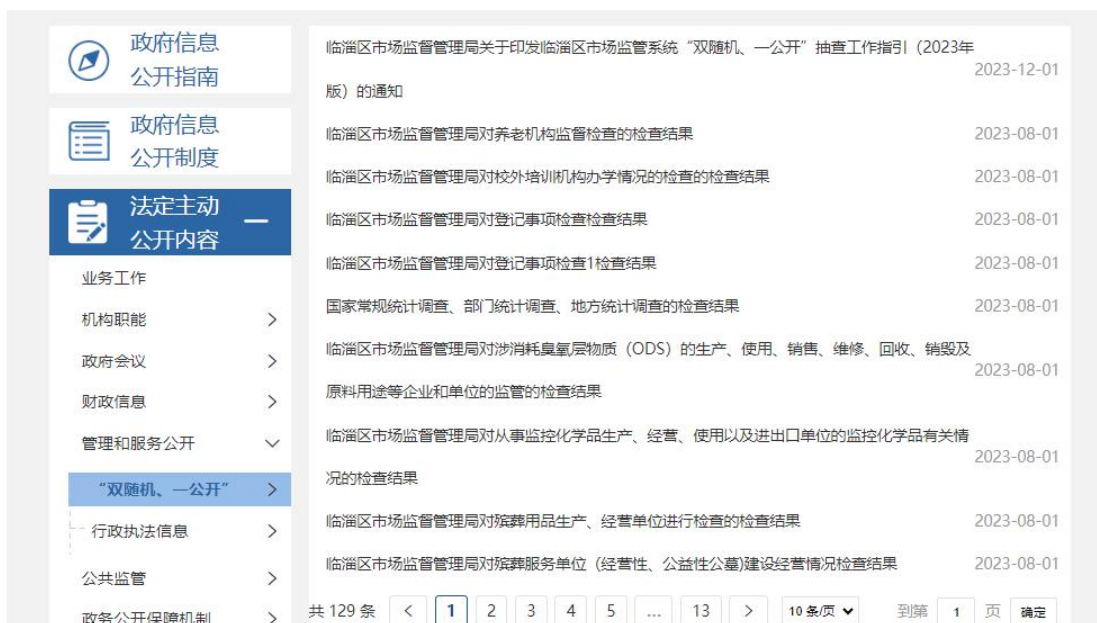 政府信息
公开指南
政府信息
公开制度
法定主动
公开内容
业务工作
机构职能
政府会议
财政信息
管理和服务公开
“双随机、一公开”
行政执法信息
公共监管
政务公开保障机制
临淄区市场监督管理局关于印发临淄区市场监管系统“双随机、一公开”抽查工作指引（2023年
版）的通知
2023-12-01
临淄区市场监督管理局对养老机构监督检查的检查结果 2023-08-01
临淄区市场监督管理局对校外培训机构办学情况的检查的检查结果 2023-08-01
临淄区市场监督管理局对登记事项检查检查结果 2023-08-01
临淄区市场监督管理局对登记事项检查1检查结果 2023-08-01
国家常规统计调查、部门统计调查、地方统计调查的检查结果 2023-08-01
临淄区市场监督管理局对涉消耗臭氧层物质（ODS）的生产、使用、销售、维修、回收、销毁及
原料用途等企业和单位的监管的检查结果
2023-08-01
临淄区市场监督管理局对从事监控化学品生产、经营、使用以及进出口单位的监控化学品有关情
况的检查结果
2023-08-01
临淄区市场监督管理局对殡葬用品生产、经营单位进行检查的检查结果 2023-08-01
临淄区市场监督管理局对殡葬服务单位（经营性、公益性公墓)建设经营情况检查结果 2023-08-01
共 129 条 < 1 2 3 4 5 ... 13 > 10 条/页 到第 1 页 确定